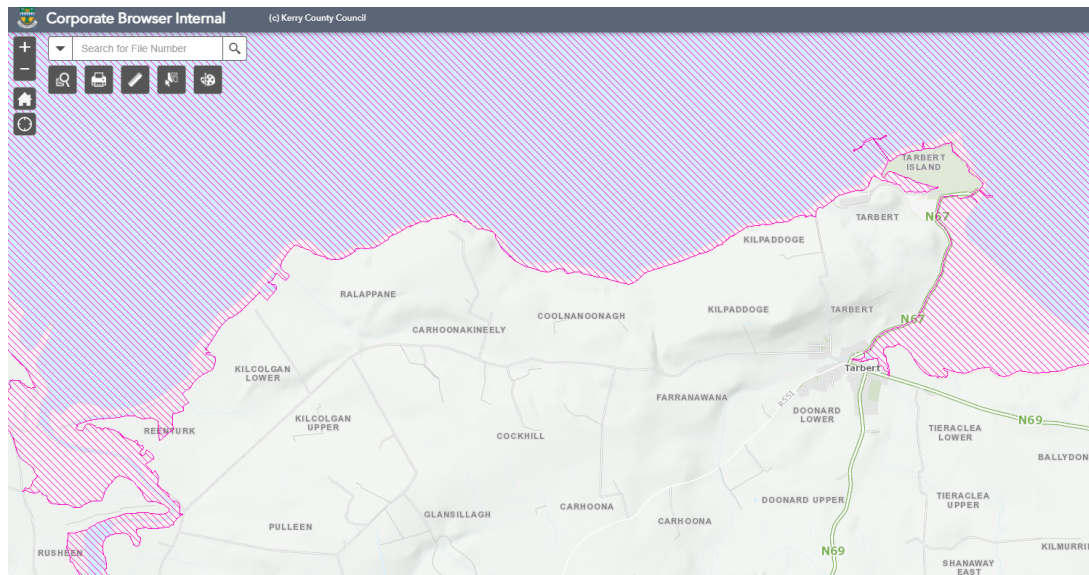 Corporate Browser Internal
(c) Kerry County Council
+
Search for File Number
−
TARBERT
ISLAND
TARBERT
N67
KILPADDOGE
RALAPPANE
KILPADDOGE
TARBERT
COOLNANOONAGH
N67
CARHOONAKINEELY
KILCOLGAN
LOWER
Tarbert
FARRANAWANA
R551
KILCOLGAN
UPPER
DOONARD
LOWER
N69
REENTURK
COCKHILL
TIERACLEA
LOWER
BALLYDON
DOONARD UPPER
TIERACLEA
UPPER
CARHOONA
GLANSILLAGH
CARHOONA
PULLEEN
RUSHEEN
N69
KILMURRI
SHANAWAY
EAST